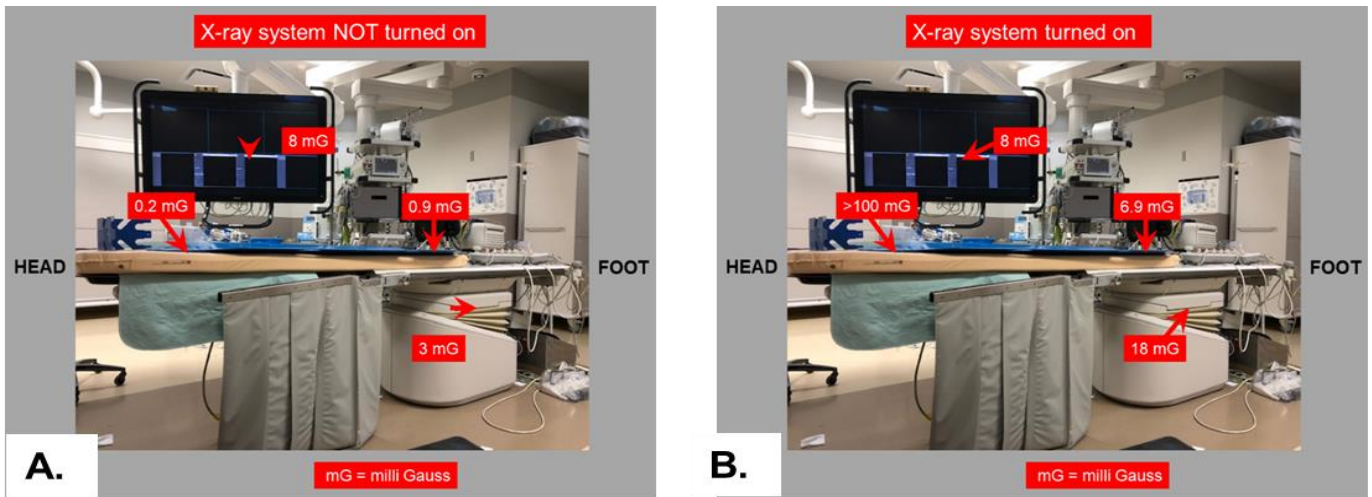 X-ray system NOT turned on
8 mG
0.2 mG
0.9 mG
HEAD
FOOT
3 mG
A.
mG = milli Gauss
X-ray system turned on
8 mG
>100 mG
6.9 mG
HEAD
FOOT
18 mG
B.
mG = milli Gauss